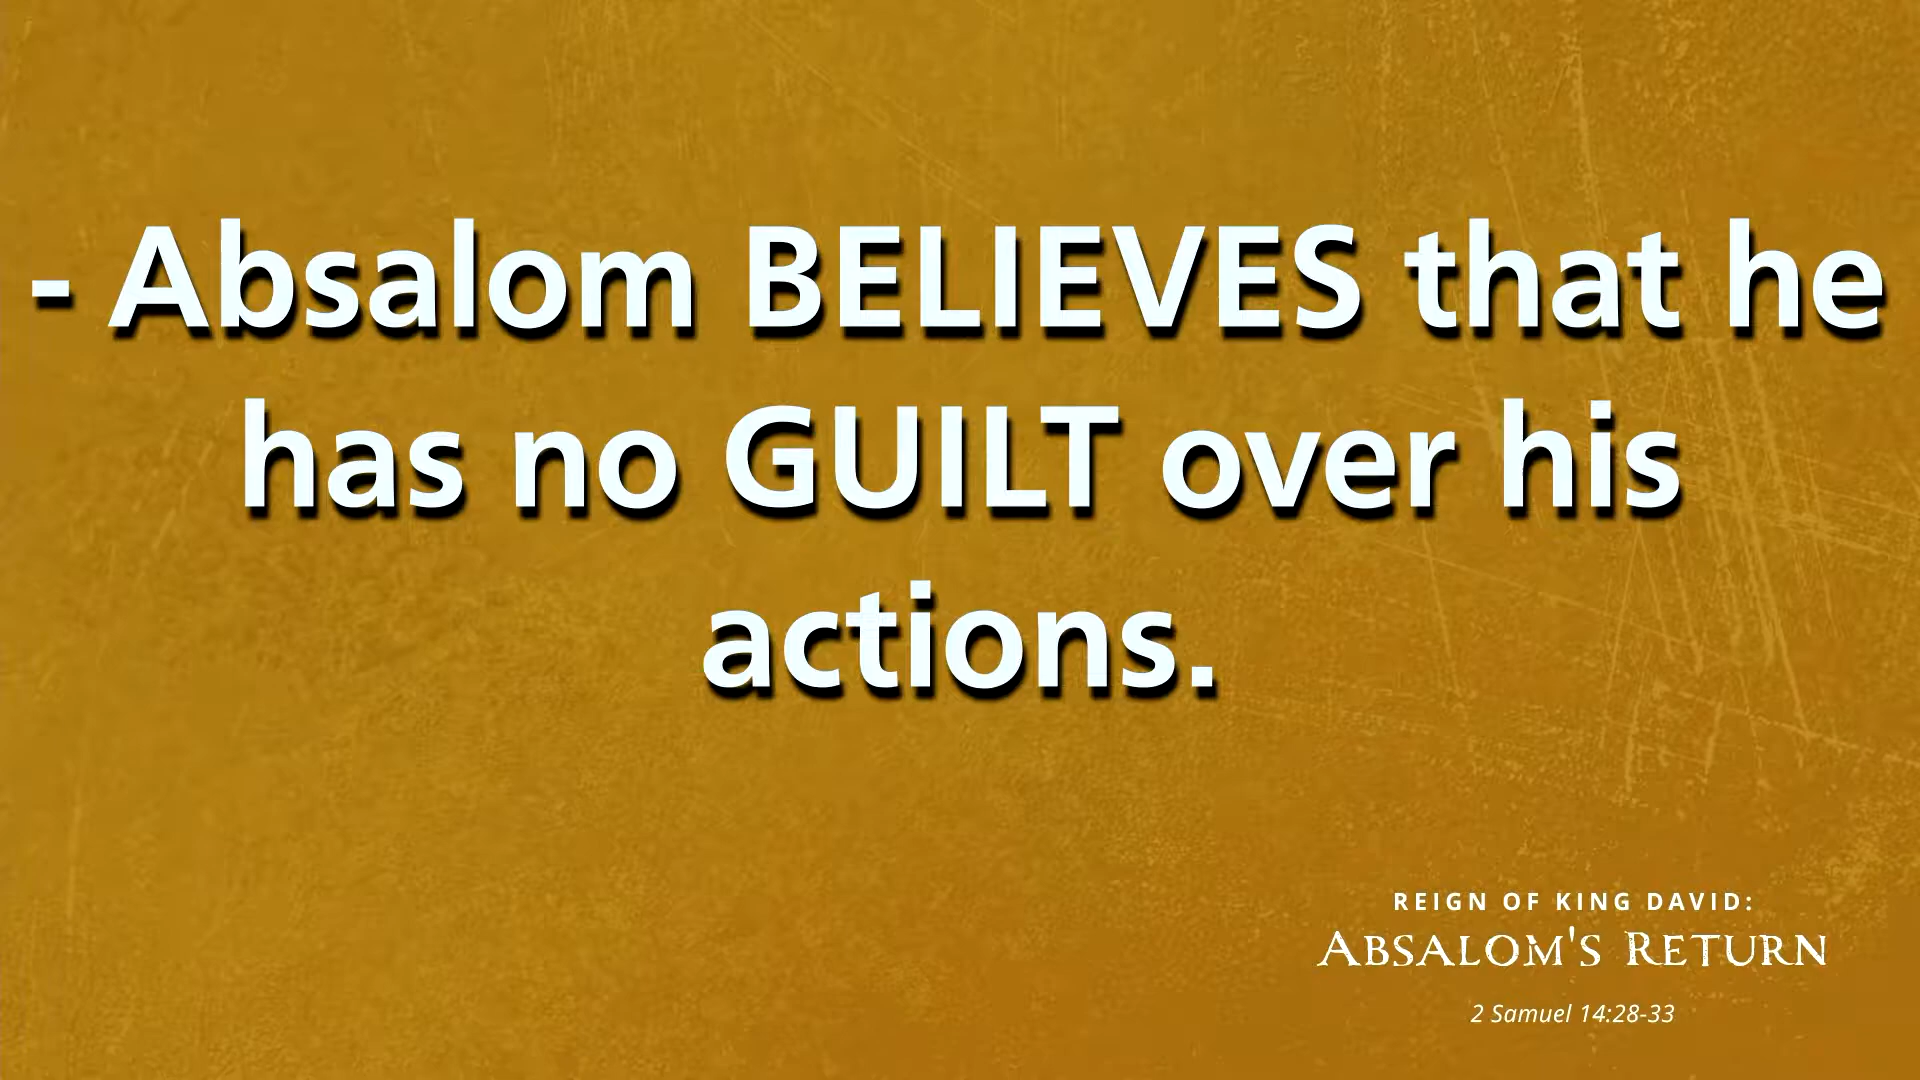 - Absalom BELIEVES that he
has no GUILT over his
actions.
REIGN OF KING DAVID:
ABSALOM'S RETURN
2 Samuel 14:28-33